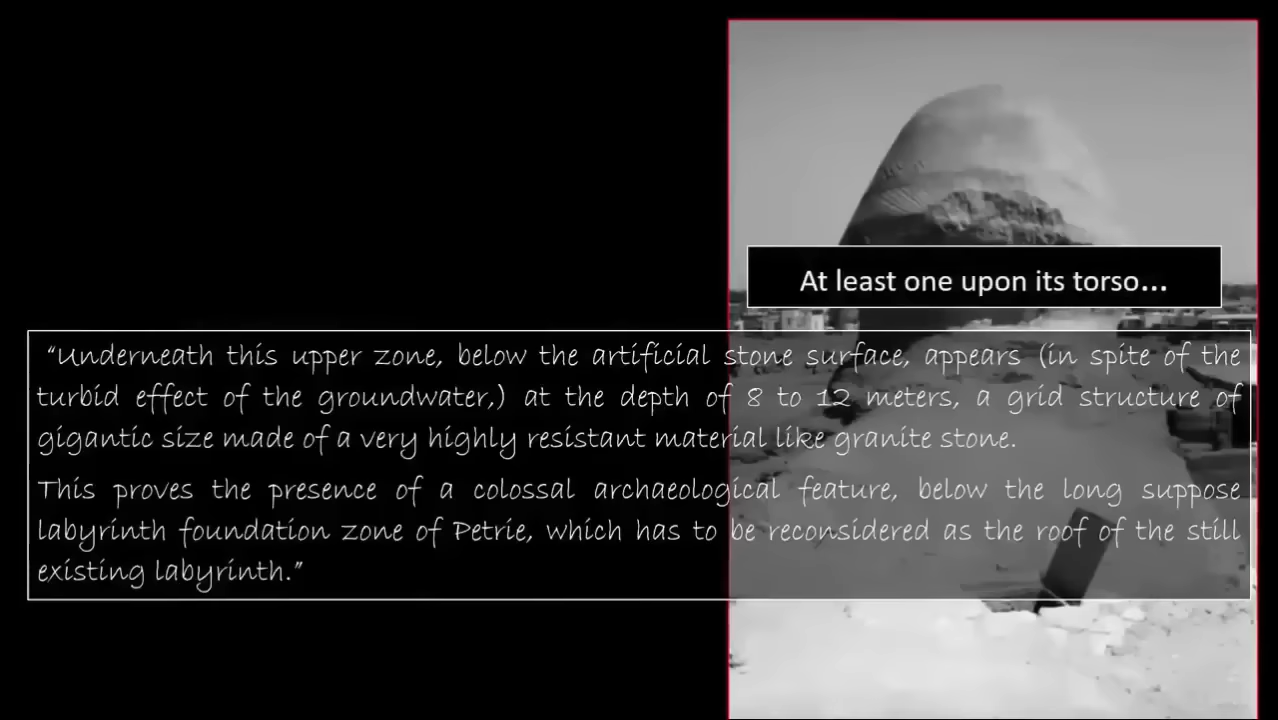 At least one upon its torso...
“Underneath this upper zone, below the artificial stone surface, appears (in spite of the
turbid effect of the groundwater,) at the depth of 8 to 12 meters, a grid structure of
gigantic size made of a very highly resistant material like granite stone.
This proves the presence of a colossal archaeological feature, below the long suppose
labyrinth foundation zone of Petrie, which has to be reconsidered as the roof of the still
existing labyrinth.”